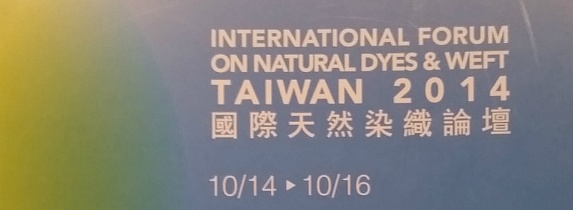 INTERNATIONAL FORUM
ON NATURAL DYES & WEFT
TAIWAN 2014
國際天然染織論壇
10/14 ▸ 10/16